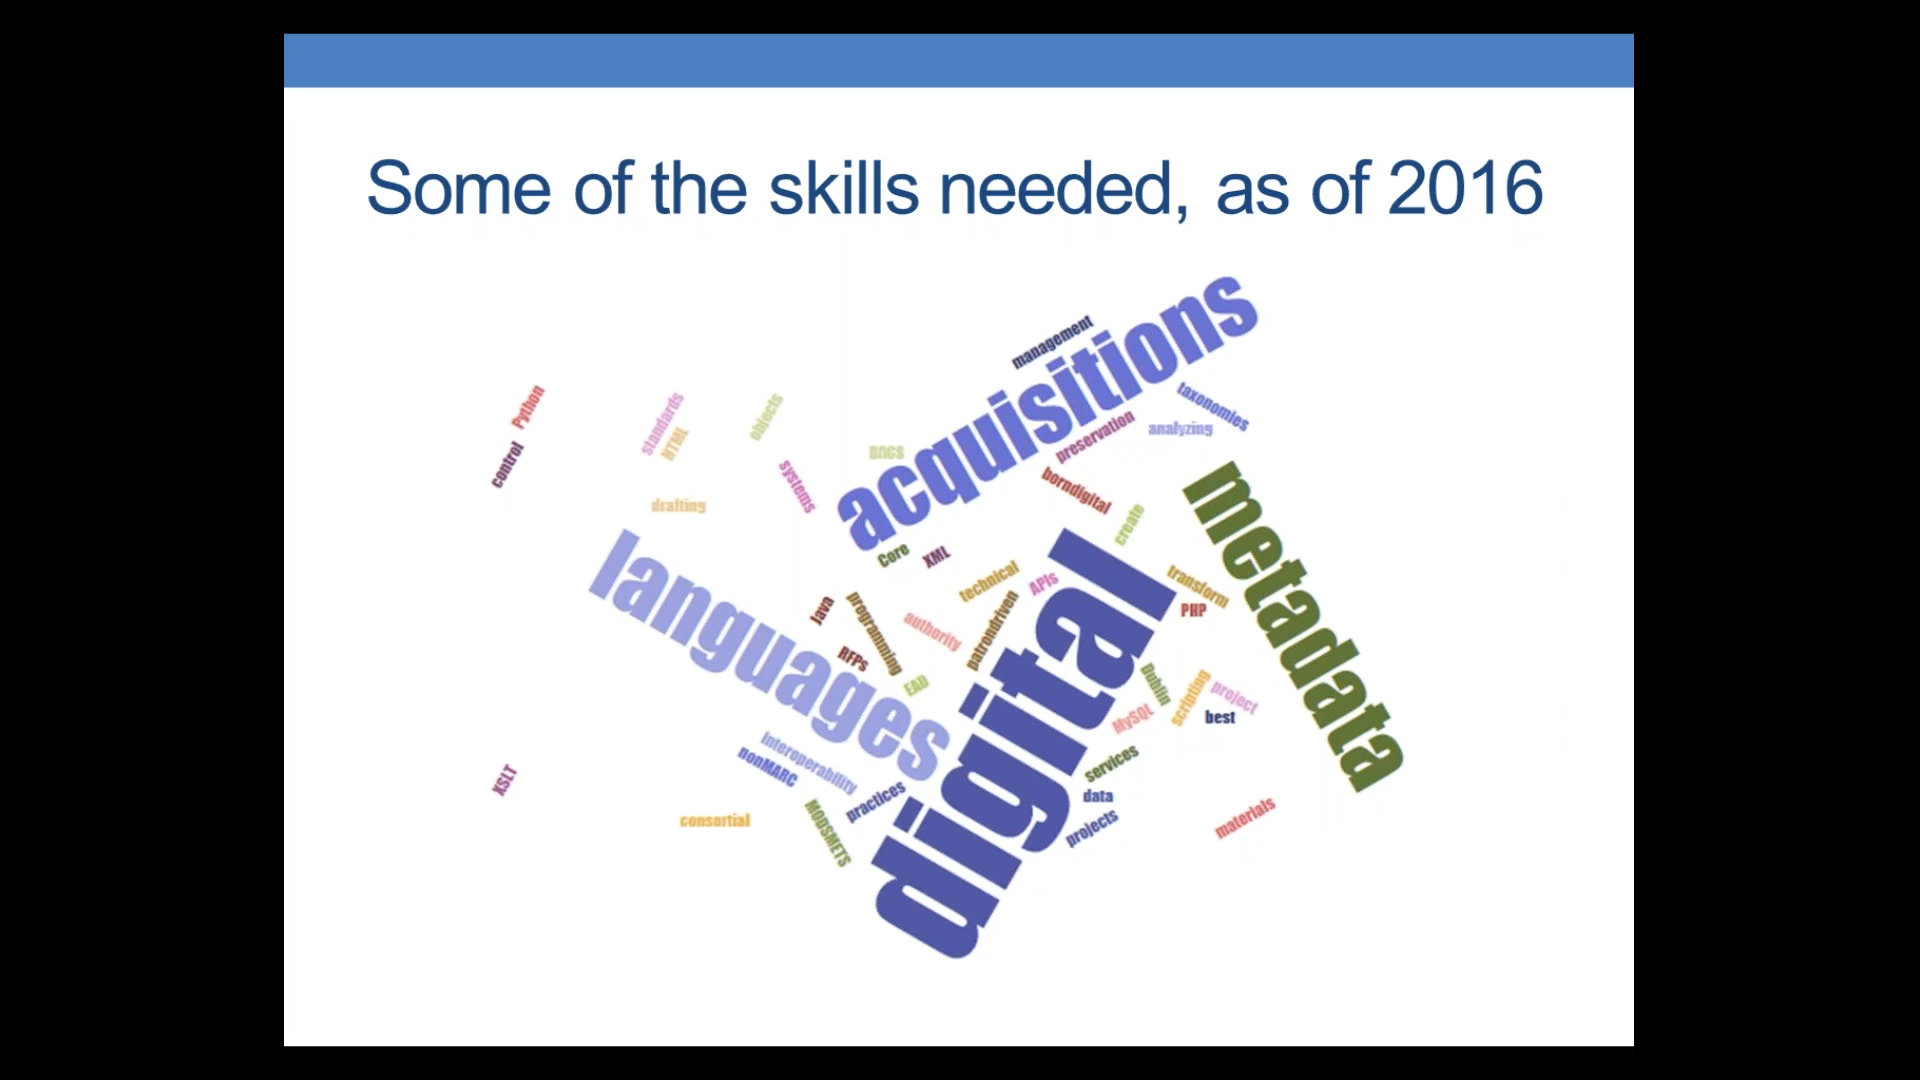 Some of the skills needed, as of 2016
management
acquisitions
taxonomies
analyzing
preservation
Python
standards
HTML
objects
control
DACS
systems
borndigital
metadata
drafting
create
languages
Core
XML
technical
APIs
transform
PHP
Java
programming
authority
patrondriven
digital
RFPs
EAD
Dublin
scripting
project
MySQL
best
interoperability
nonMARC
services
XSLT
practices
data
consortial
MODSMETS
projects
materials